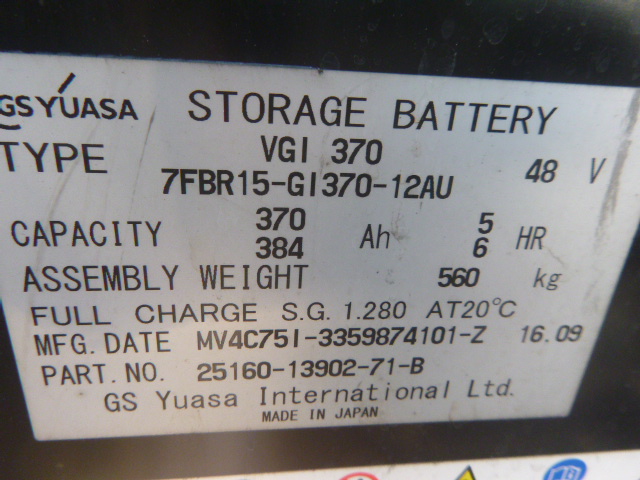 GS YUASA STORAGE BATTERY
TYPE VGI 370 48 V
7FBR15-GI370-12AU
CAPACITY 370 Ah 5 HR
384 6
ASSEMBLY WEIGHT 560 kg
FULL CHARGE S.G. 1.280 AT20℃
MFG. DATE MV4C75I-3359874101-Z 16.09
PART. NO. 25160-13902-71-B
GS Yuasa International Ltd.
MADE IN JAPAN